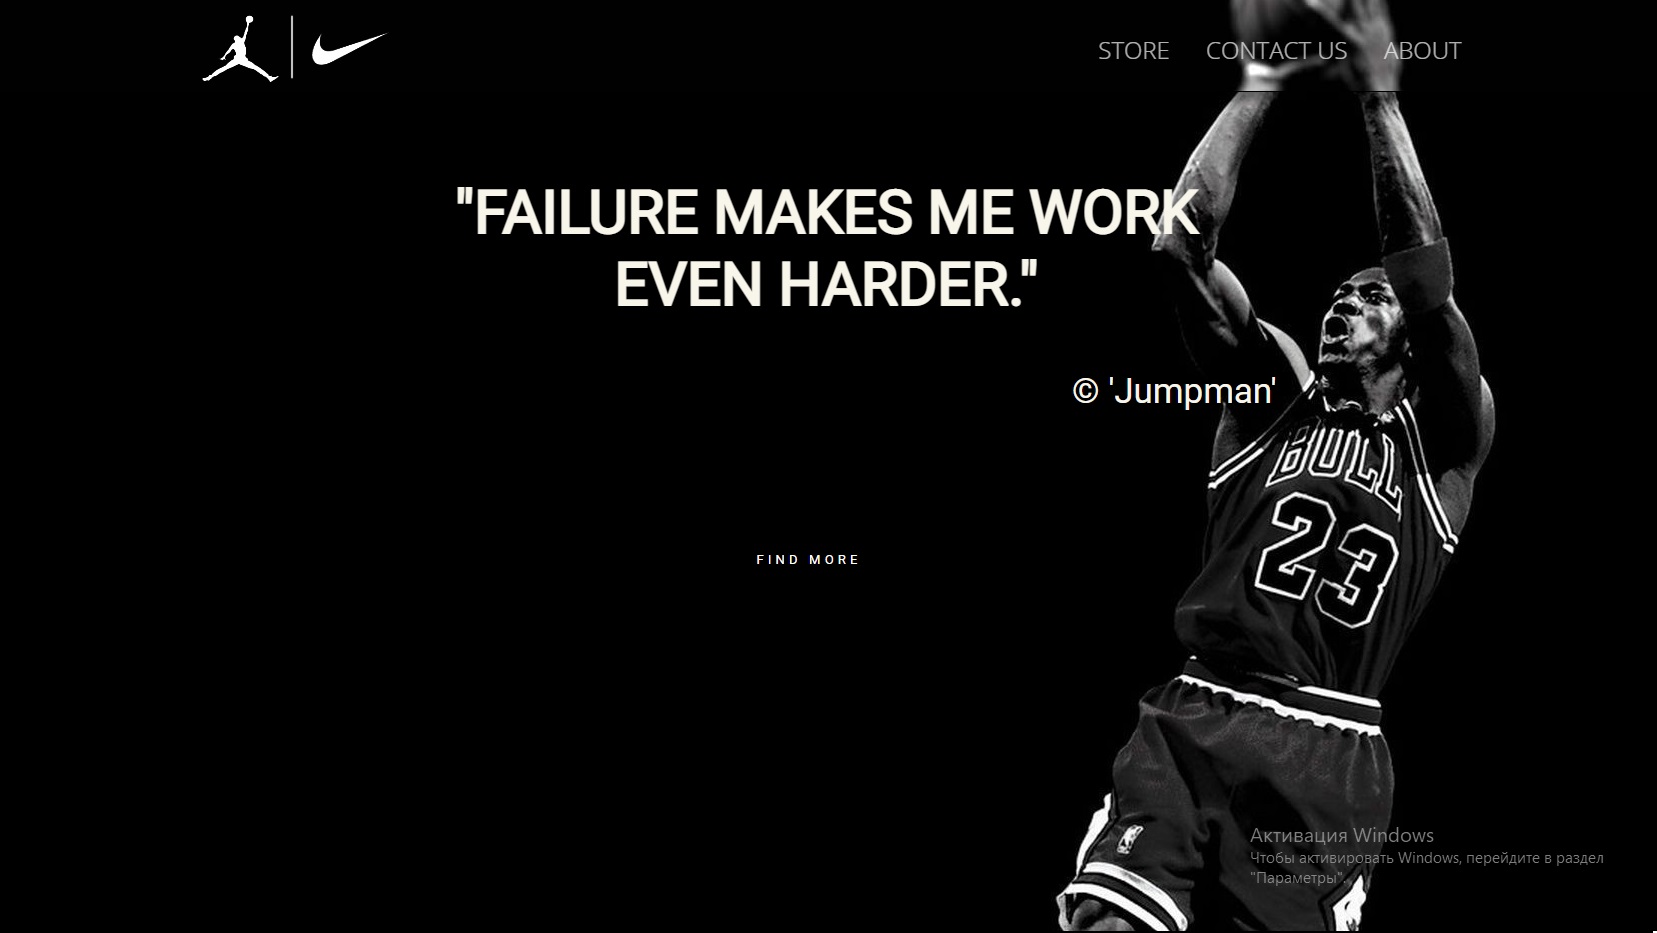 STORE CONTACT US ABOUT
"FAILURE MAKES ME WORK
EVEN HARDER."
© 'Jumpman'
BULL
23
FIND MORE
Активация Windows
Чтобы активировать Windows, перейдите в раздел
"Параметры".